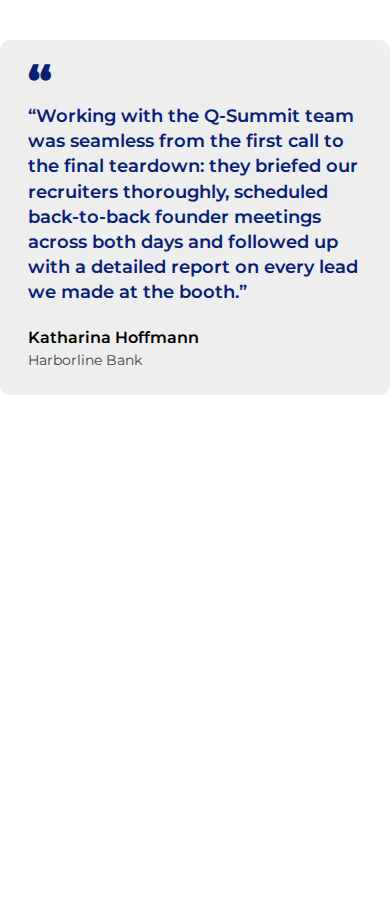 ❝
“Working with the Q-Summit team
was seamless from the first call to
the final teardown: they briefed our
recruiters thoroughly, scheduled
back-to-back founder meetings
across both days and followed up
with a detailed report on every lead
we made at the booth.”
Katharina Hoffmann
Harborline Bank